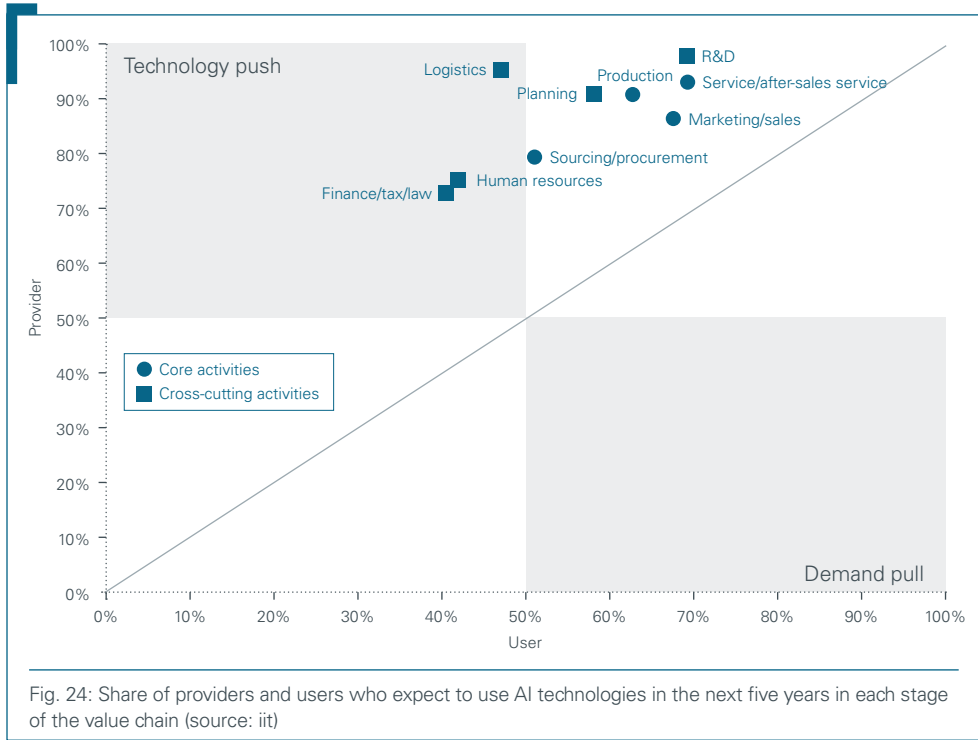 100%
90%
80%
70%
60%
50%
40%
30%
20%
10%
0%
Provider
Technology push
Logistics
R&D
Production
Service/after-sales service
Planning
Marketing/sales
Sourcing/procurement
Human resources
Finance/tax/law
Core activities
Cross-cutting activities
Demand pull
0% 10% 20% 30% 40% 50% 60% 70% 80% 90% 100%
User
Fig. 24: Share of providers and users who expect to use AI technologies in the next five years in each stage
of the value chain (source: iit)